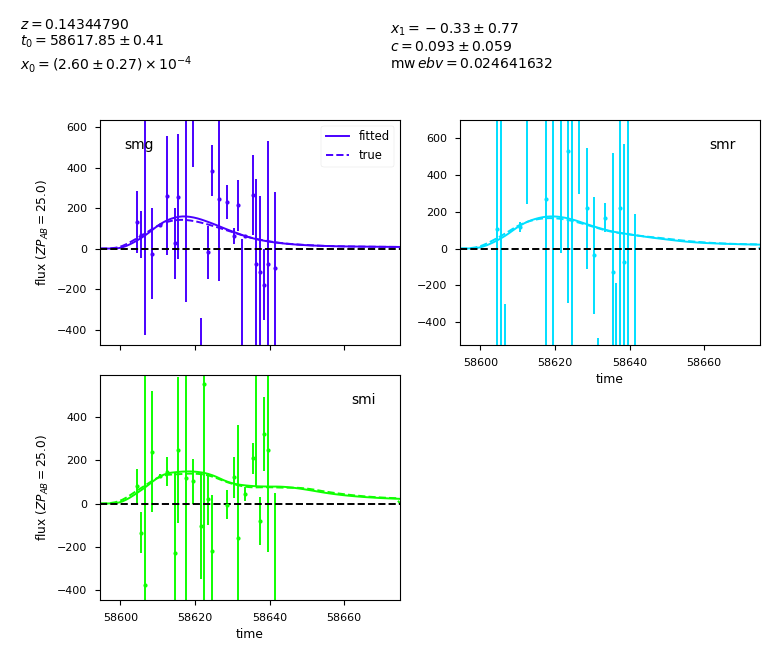 z = 0.14344790
t₀ = 58617.85 ± 0.41
x₀ = (2.60 ± 0.27) × 10⁻⁴
x₁ = −0.33 ± 0.77
c = 0.093 ± 0.059
mwebv = 0.024641632
600
400
200
0
−200
−400
flux (ZP_AB = 25.0)
smg
fitted
true
600
400
200
0
−200
−400
smr
58600 58620 58640 58660
time
400
200
0
−200
−400
flux (ZP_AB = 25.0)
smi
58600 58620 58640 58660
time